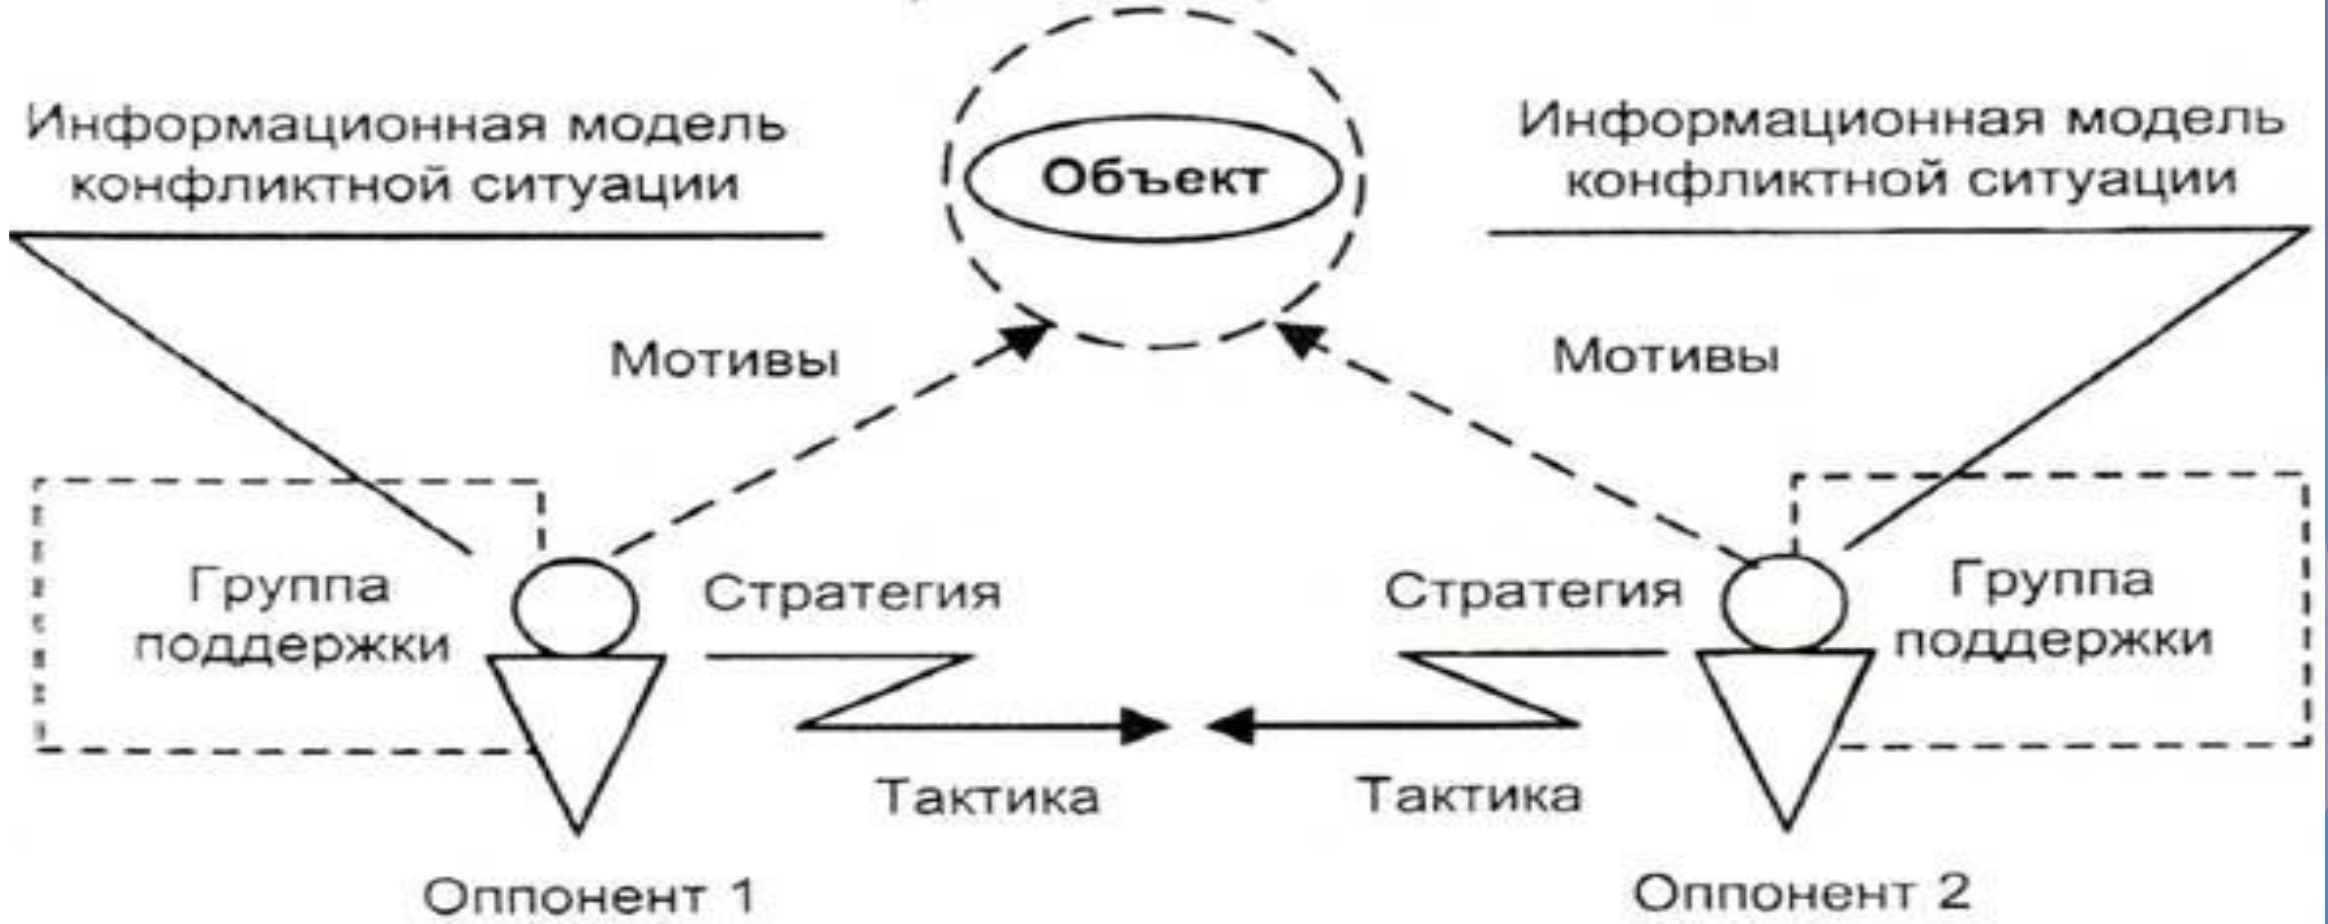 Информационная модель
конфликтной ситуации
Объект
Информационная модель
конфликтной ситуации
Мотивы
Мотивы
Группа
поддержки
Стратегия
Стратегия
Группа
поддержки
Тактика
Тактика
Оппонент 1
Оппонент 2